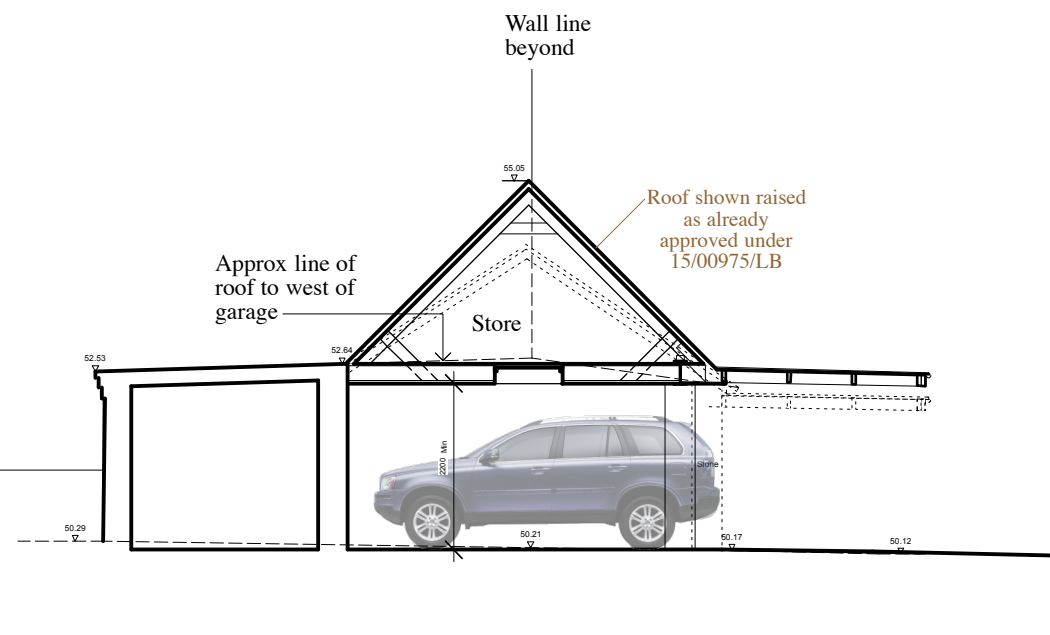 Wall line
beyond
55.05
Roof shown raised
as already
approved under
15/00975/LB
Approx line of
roof to west of
garage
Store
52.64
52.53
2200 Min
Stone
50.29
50.21
50.17
50.12